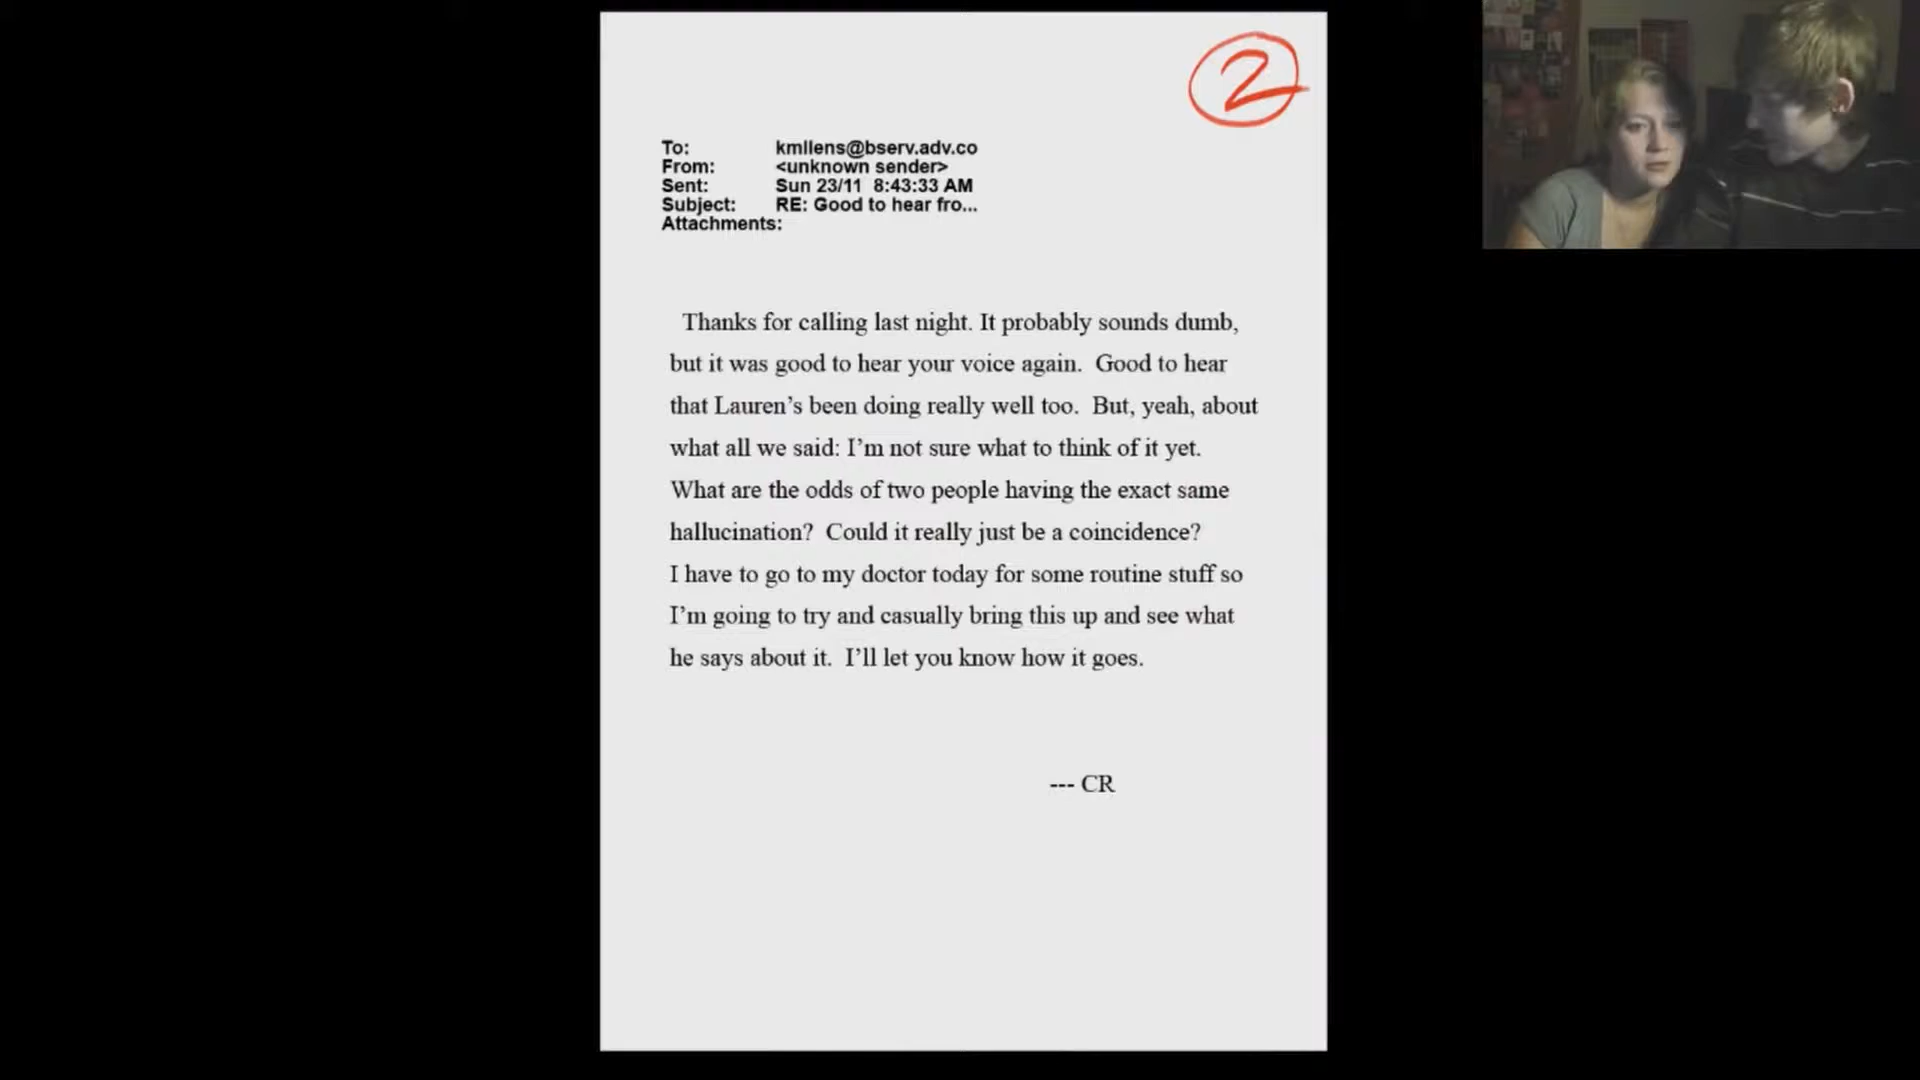 2
To: kmllens@bserv.adv.co
From: <unknown sender>
Sent: Sun 23/11 8:43:33 AM
Subject: RE: Good to hear fro...
Attachments:
Thanks for calling last night. It probably sounds dumb,
but it was good to hear your voice again. Good to hear
that Lauren's been doing really well too. But, yeah, about
what all we said: I'm not sure what to think of it yet.
What are the odds of two people having the exact same
hallucination? Could it really just be a coincidence?
I have to go to my doctor today for some routine stuff so
I'm going to try and casually bring this up and see what
he says about it. I'll let you know how it goes.
--- CR